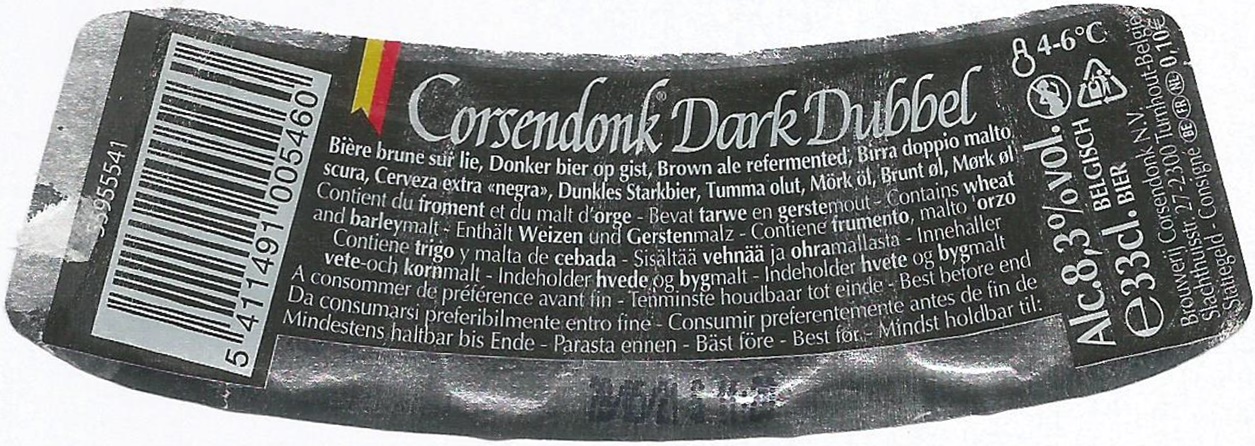 5395541
5 411491 005460
Corsendonk® Dark Dubbel
Bière brune sur lie, Donker bier op gist, Brown ale refermented, Birra doppio malto
scura, Cerveza extra «negra», Dunkles Starkbier, Tumma olut, Mörk öl, Brunt øl, Mørk øl
Contient du froment et du malt d'orge - Bevat tarwe en gerstemout - Contains wheat
and barleymalt - Enthält Weizen und Gerstenmalz - Contiene frumento, malto 'orzo
Contiene trigo y malta de cebada - Sisältää vehnää ja ohramallasta - Innehaller
vete-och kornmalt - Indeholder hvede og bygmalt - Indeholder hvete og bygmalt
A consommer de préférence avant fin - Tenminste houdbaar tot einde - Best before end
Da consumarsi preferibilmente entro fine - Consumir preferentemente antes de fin de
Mindestens haltbar bis Ende - Parasta ennen - Bäst före - Best før - Mindst holdbar til:
4-6°C
Alc.8,3%vol.
BELGISCH
BIER
e33cl.
Brouwerij Corsendonk N.V.
Slachthuisstr 27-2300 Turnhout-België
Statiegeld - Consigne BE FR NL 0,10€